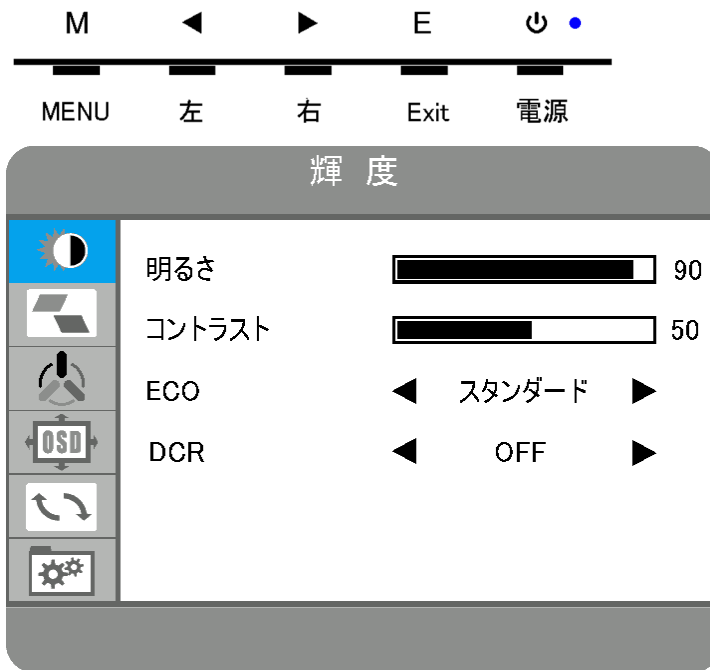 M ◀ ▶ E ⏻
MENU 左 右 Exit 電源
輝 度
明るさ 90
コントラスト 50
ECO ◀ スタンダード ▶
DCR ◀ OFF ▶
OSD